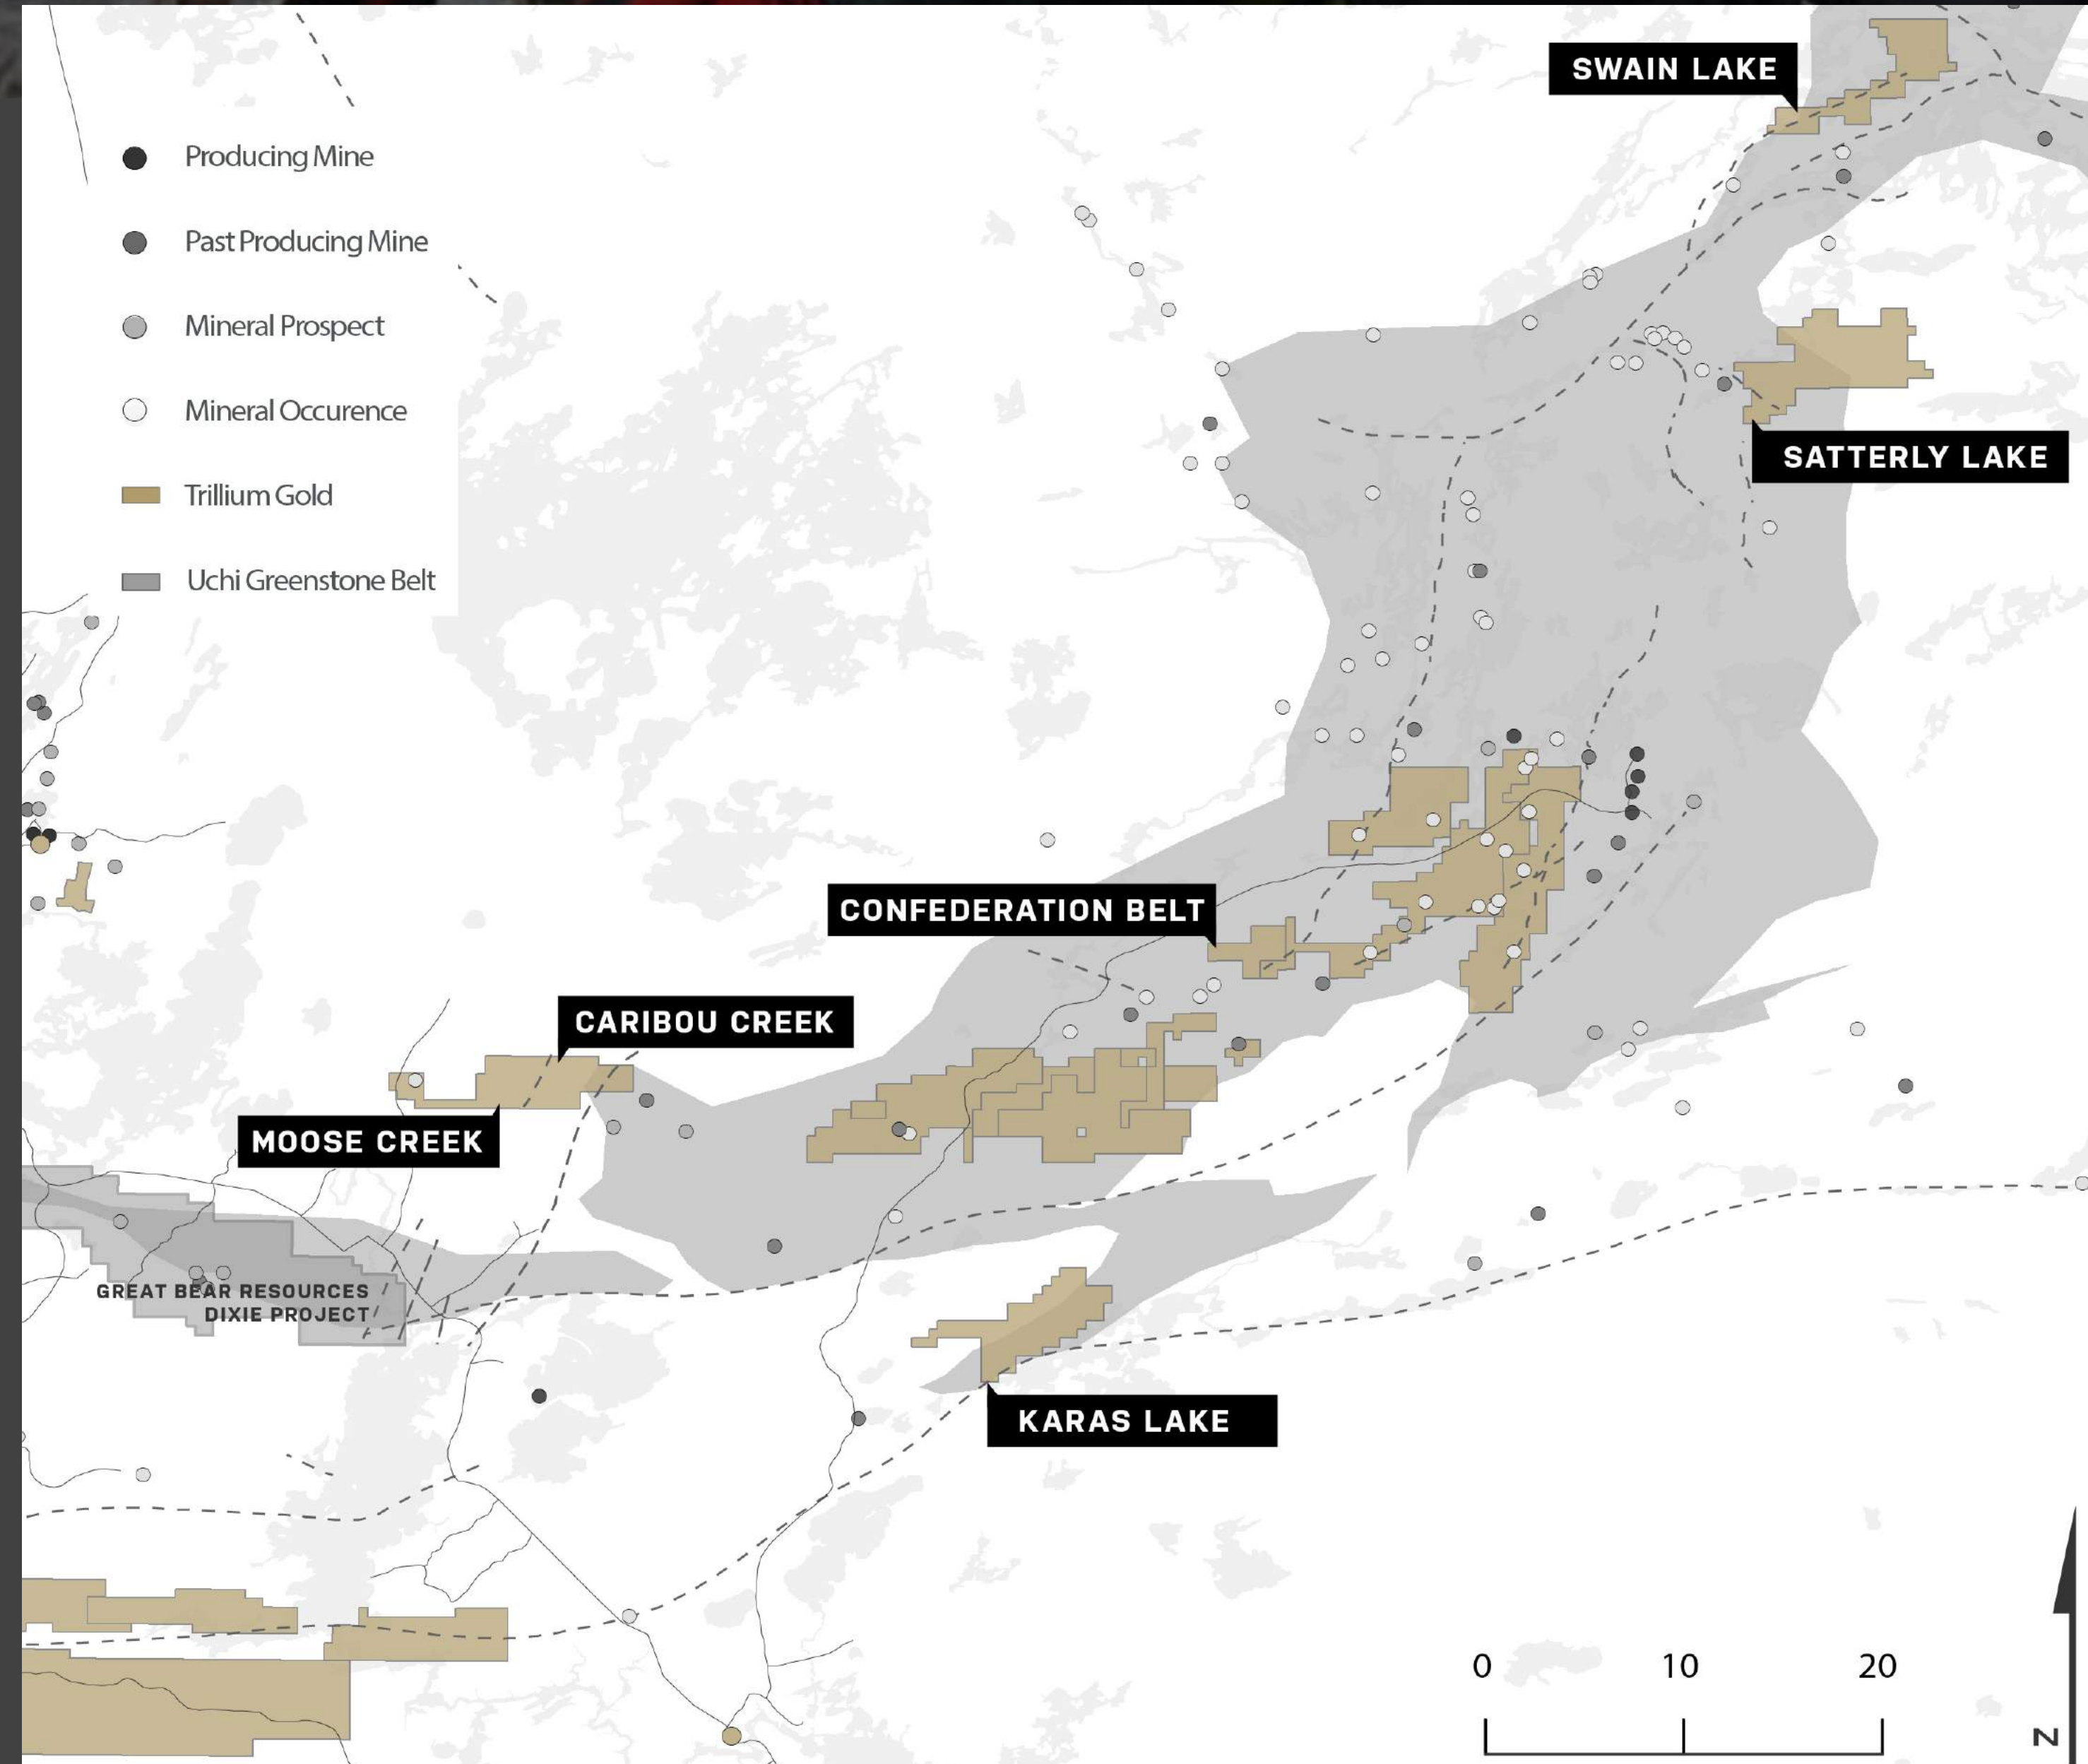 SWAIN LAKE
Producing Mine
Past Producing Mine
Mineral Prospect
Mineral Occurence
Trillium Gold
Uchi Greenstone Belt
SATTERLY LAKE
CONFEDERATION BELT
CARIBOU CREEK
MOOSE CREEK
GREAT BEAR RESOURCES
DIXIE PROJECT
KARAS LAKE
0 10 20
N